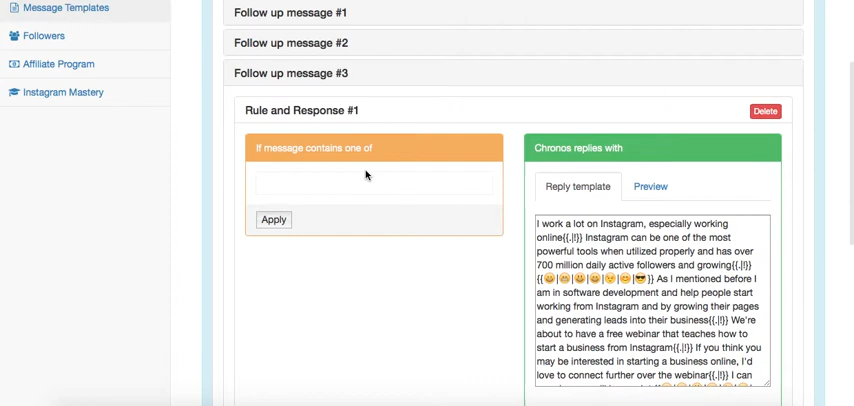 Message Templates
Followers
Affiliate Program
Instagram Mastery
Follow up message #1
Follow up message #2
Follow up message #3
Rule and Response #1
Delete
If message contains one of
Apply
Chronos replies with
Reply template
Preview
I work a lot on Instagram, especially working
online{{.|!}} Instagram can be one of the most
powerful tools when utilized properly and has over
700 million daily active followers and growing{{.|!}}
{{😀|😄|😃|😀|😉|😊|😎}} As I mentioned before I
am in software development and help people start
working from Instagram and by growing their pages
and generating leads into their business{{.|!}} We're
about to have a free webinar that teaches how to
start a business from Instagram{{.|!}} If you think you
may be interested in starting a business online, I'd
love to connect further over the webinar{{.|!}} I can